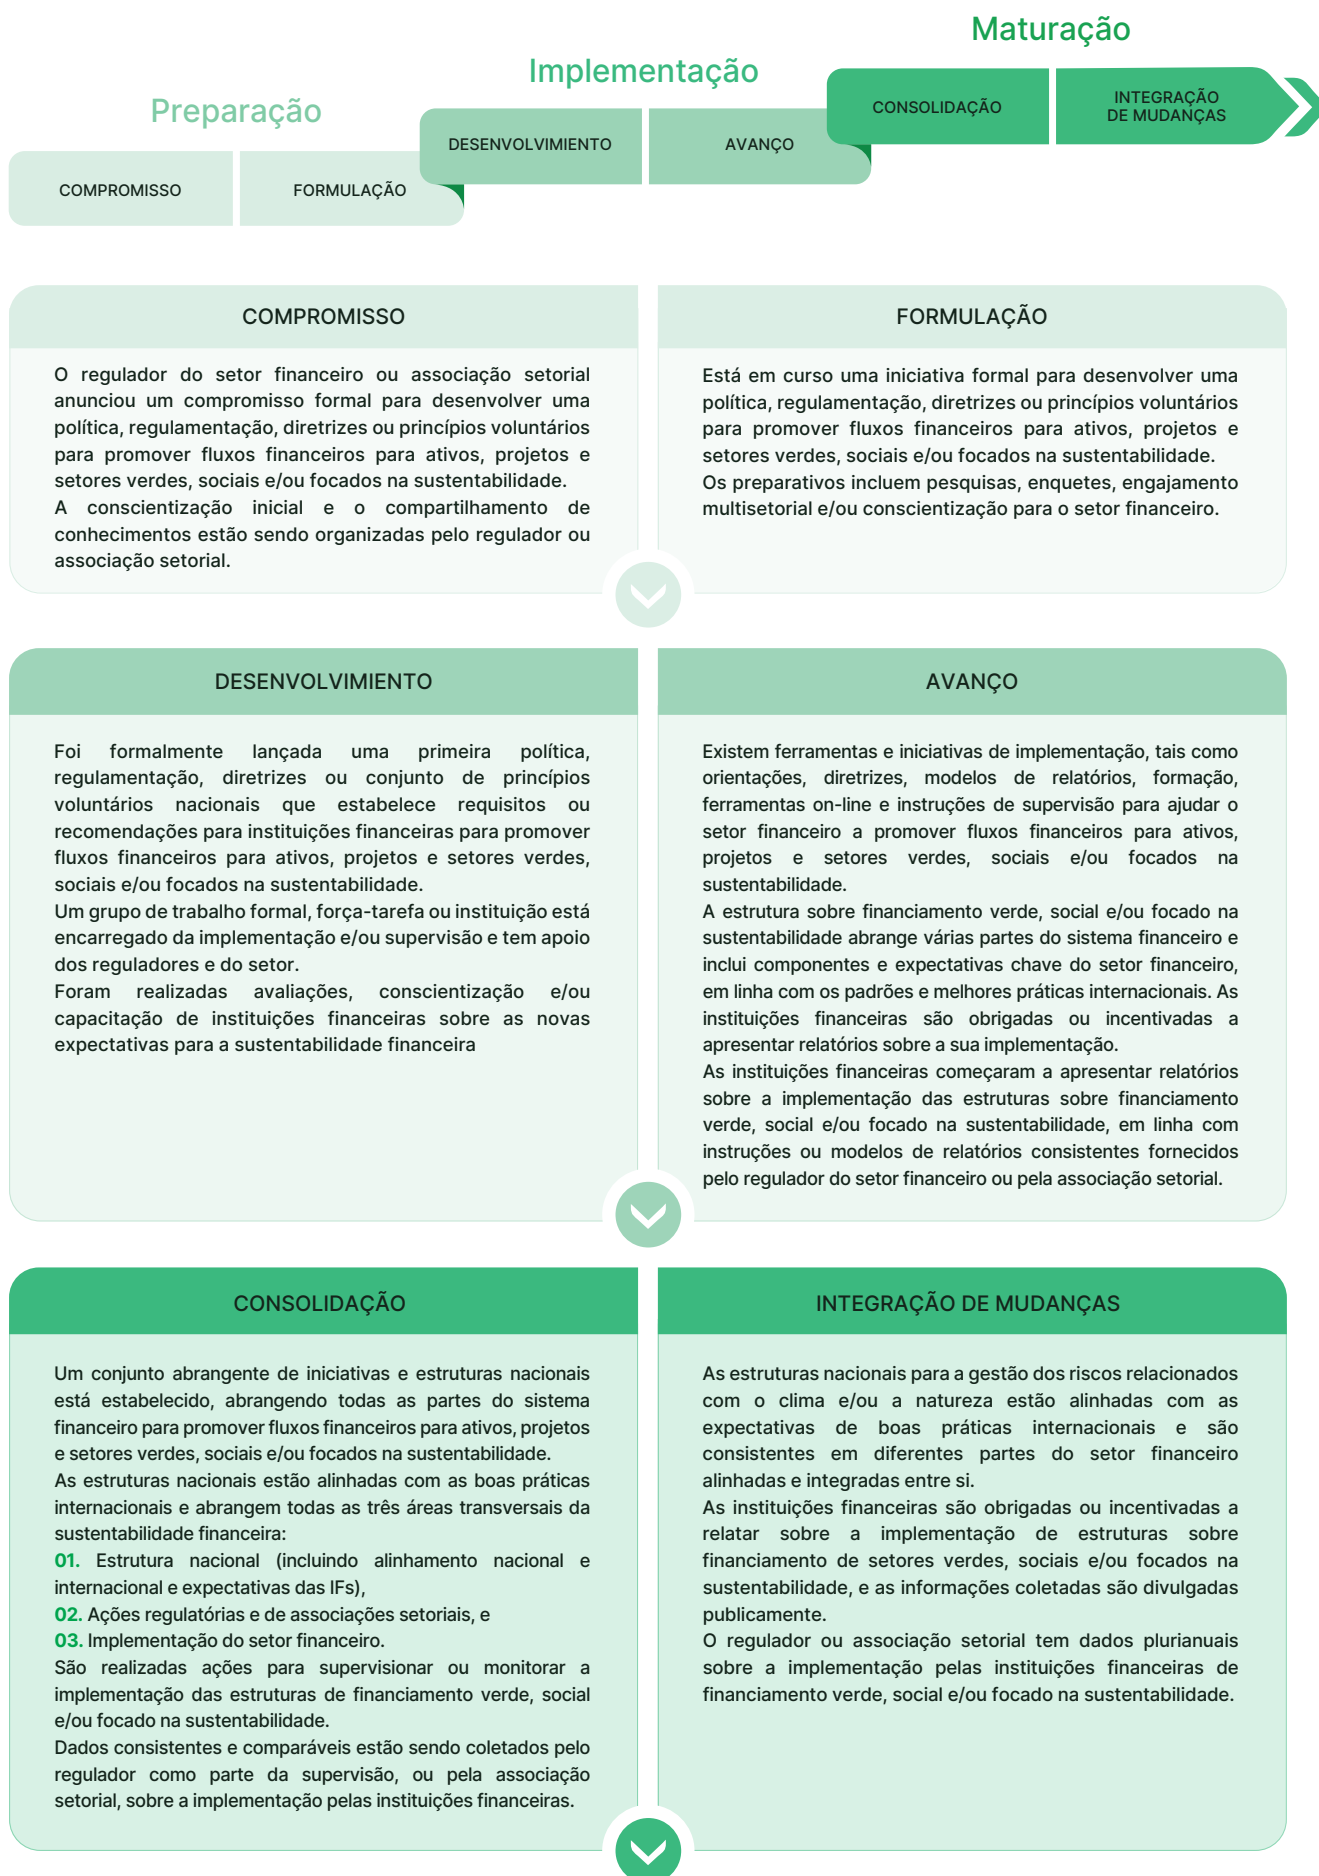 Maturação
Implementação
Preparação
CONSOLIDAÇÃO
INTEGRAÇÃO
DE MUDANÇAS
DESENVOLVIMIENTO
AVANÇO
COMPROMISSO
FORMULAÇÃO
COMPROMISSO
O regulador do setor financeiro ou associação setorial
anunciou um compromisso formal para desenvolver uma
política, regulamentação, diretrizes ou princípios voluntários
para promover fluxos financeiros para ativos, projetos e
setores verdes, sociais e/ou focados na sustentabilidade.
A conscientização inicial e o compartilhamento de
conhecimentos estão sendo organizadas pelo regulador ou
associação setorial.
FORMULAÇÃO
Está em curso uma iniciativa formal para desenvolver uma
política, regulamentação, diretrizes ou princípios voluntários
para promover fluxos financeiros para ativos, projetos e
setores verdes, sociais e/ou focados na sustentabilidade.
Os preparativos incluem pesquisas, enquetes, engajamento
multisetorial e/ou conscientização para o setor financeiro.
DESENVOLVIMIENTO
Foi formalmente lançada uma primeira política,
regulamentação, diretrizes ou conjunto de princípios
voluntários nacionais que estabelece requisitos ou
recomendações para instituições financeiras para promover
fluxos financeiros para ativos, projetos e setores verdes,
sociais e/ou focados na sustentabilidade.
Um grupo de trabalho formal, força-tarefa ou instituição está
encarregado da implementação e/ou supervisão e tem apoio
dos reguladores e do setor.
Foram realizadas avaliações, conscientização e/ou
capacitação de instituições financeiras sobre as novas
expectativas para a sustentabilidade financeira
AVANÇO
Existem ferramentas e iniciativas de implementação, tais como
orientações, diretrizes, modelos de relatórios, formação,
ferramentas on-line e instruções de supervisão para ajudar o
setor financeiro a promover fluxos financeiros para ativos,
projetos e setores verdes, sociais e/ou focados na
sustentabilidade.
A estrutura sobre financiamento verde, social e/ou focado na
sustentabilidade abrange várias partes do sistema financeiro e
inclui componentes e expectativas chave do setor financeiro,
em linha com os padrões e melhores práticas internacionais. As
instituições financeiras são obrigadas ou incentivadas a
apresentar relatórios sobre a sua implementação.
As instituições financeiras começaram a apresentar relatórios
sobre a implementação das estruturas sobre financiamento
verde, social e/ou focado na sustentabilidade, em linha com
instruções ou modelos de relatórios consistentes fornecidos
pelo regulador do setor financeiro ou pela associação setorial.
CONSOLIDAÇÃO
Um conjunto abrangente de iniciativas e estruturas nacionais
está estabelecido, abrangendo todas as partes do sistema
financeiro para promover fluxos financeiros para ativos, projetos
e setores verdes, sociais e/ou focados na sustentabilidade.
As estruturas nacionais estão alinhadas com as boas práticas
internacionais e abrangem todas as três áreas transversais da
sustentabilidade financeira:
01. Estrutura nacional (incluindo alinhamento nacional e
internacional e expectativas das IFs),
02. Ações regulatórias e de associações setoriais, e
03. Implementação do setor financeiro.
São realizadas ações para supervisionar ou monitorar a
implementação das estruturas de financiamento verde, social
e/ou focado na sustentabilidade.
Dados consistentes e comparáveis estão sendo coletados pelo
regulador como parte da supervisão, ou pela associação
setorial, sobre a implementação pelas instituições financeiras.
INTEGRAÇÃO DE MUDANÇAS
As estruturas nacionais para a gestão dos riscos relacionados
com o clima e/ou a natureza estão alinhadas com as
expectativas de boas práticas internacionais e são
consistentes em diferentes partes do setor financeiro
alinhadas e integradas entre si.
As instituições financeiras são obrigadas ou incentivadas a
relatar sobre a implementação de estruturas sobre
financiamento de setores verdes, sociais e/ou focados na
sustentabilidade, e as informações coletadas são divulgadas
publicamente.
O regulador ou associação setorial tem dados plurianuais
sobre a implementação pelas instituições financeiras de
financiamento verde, social e/ou focado na sustentabilidade.